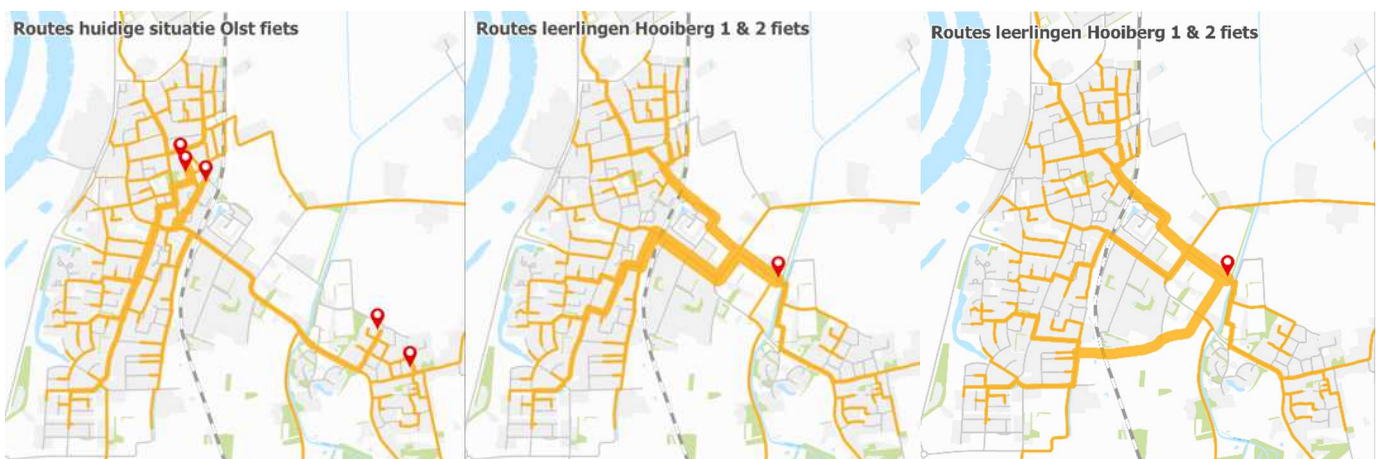 Routes huidige situatie Olst fiets
Routes leerlingen Hooiberg 1 & 2 fiets
Routes leerlingen Hooiberg 1 & 2 fiets